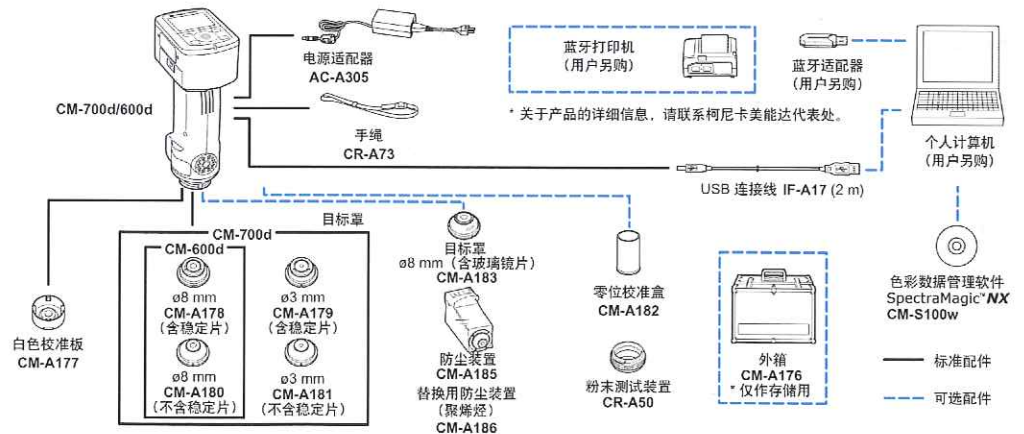 CM-700d/600d
电源适配器
AC-A305
手绳
CR-A73
蓝牙打印机
(用户另购)
* 关于产品的详细信息，请联系柯尼卡美能达代表处。
蓝牙适配器
(用户另购)
个人计算机
(用户另购)
USB 连接线 IF-A17 (2 m)
目标罩
CM-700d
CM-600d
ø8 mm
CM-A178
(含稳定片)
ø3 mm
CM-A179
(含稳定片)
ø8 mm
CM-A180
(不含稳定片)
ø3 mm
CM-A181
(不含稳定片)
白色校准板
CM-A177
目标罩
ø8 mm（含玻璃镜片)
CM-A183
防尘装置
CM-A185
替换用防尘装置
(聚烯烃)
CM-A186
零位校准盒
CM-A182
粉末测试装置
CR-A50
外箱
CM-A176
* 仅作存储用
色彩数据管理软件
SpectraMagic™NX
CM-S100w
标准配件
可选配件